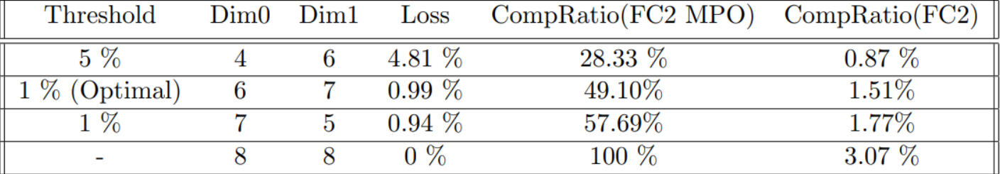 Threshold Dim0 Dim1 Loss CompRatio(FC2 MPO) CompRatio(FC2)
5 % 4 6 4.81 % 28.33 % 0.87 %
1 % (Optimal) 6 7 0.99 % 49.10% 1.51%
1 % 7 5 0.94 % 57.69% 1.77%
- 8 8 0 % 100 % 3.07 %